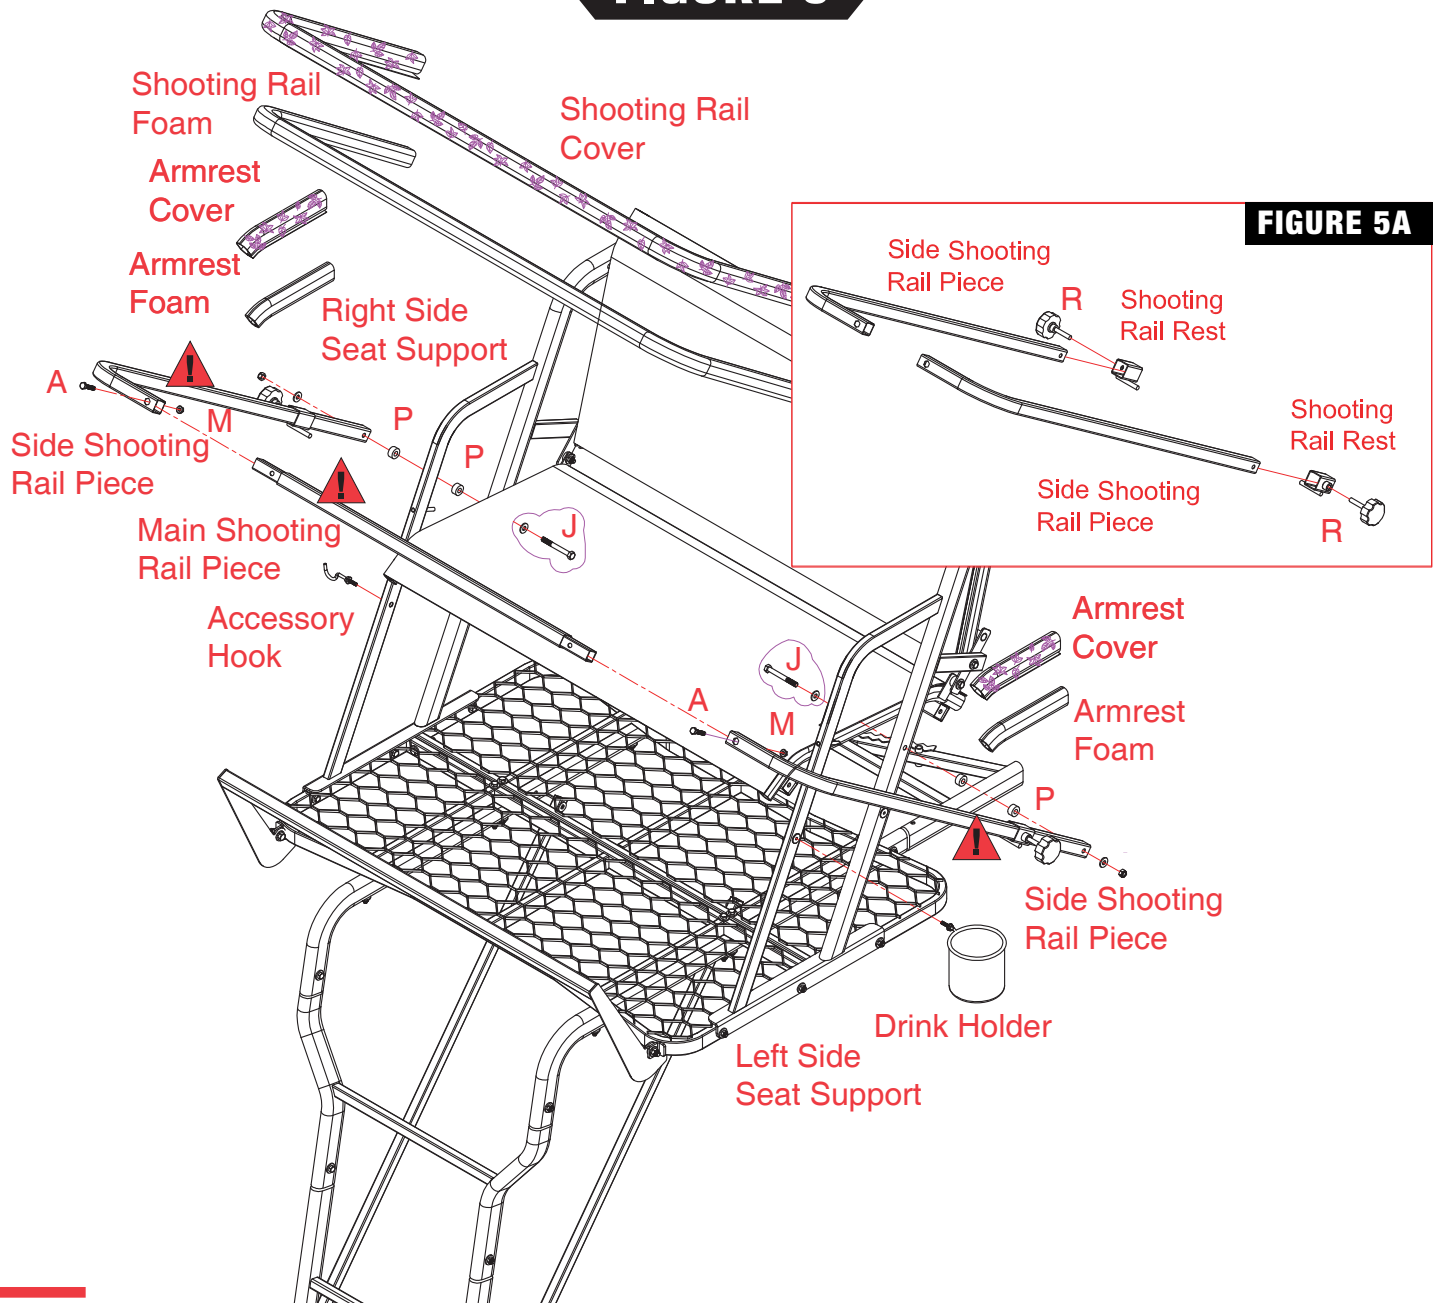 Shooting Rail
Foam
Shooting Rail
Cover
Armrest
Cover
Armrest
Foam
Right Side
Seat Support
A
M
P
P
Side Shooting
Rail Piece
J
Main Shooting
Rail Piece
Accessory
Hook
FIGURE 5A
Side Shooting
Rail Piece
R
Shooting
Rail Rest
Shooting
Rail Rest
Side Shooting
Rail Piece
R
Armrest
Cover
J
A
M
Armrest
Foam
P
Side Shooting
Rail Piece
Drink Holder
Left Side
Seat Support
!
!
!